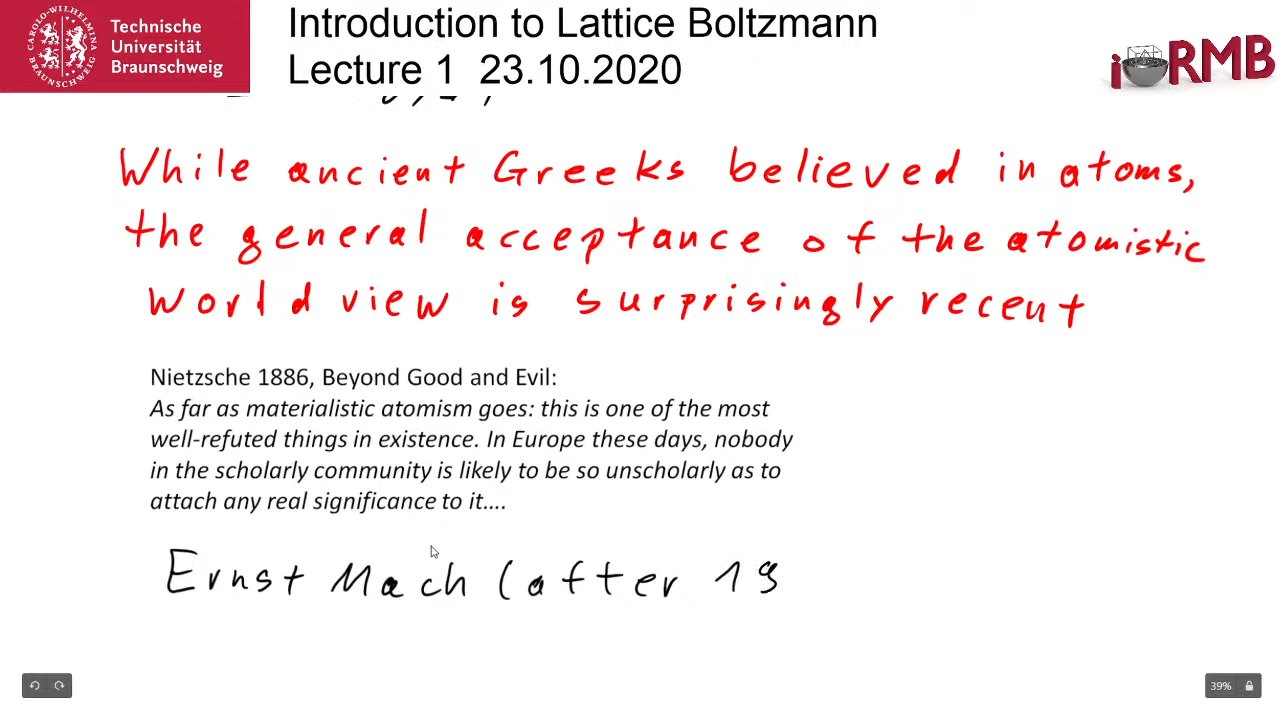 Technische
Universität
Braunschweig
CAROLO-WILHELMINA
BRAUNSCHWEIG
Introduction to Lattice Boltzmann
Lecture 1 23.10.2020
iRMB
While ancient Greeks believed in atoms,
the general acceptance of the atomistic
world view is surprisingly recent
Nietzsche 1886, Beyond Good and Evil:
As far as materialistic atomism goes: this is one of the most
well-refuted things in existence. In Europe these days, nobody
in the scholarly community is likely to be so unscholarly as to
attach any real significance to it....
Ernst Mach (after 19
39%